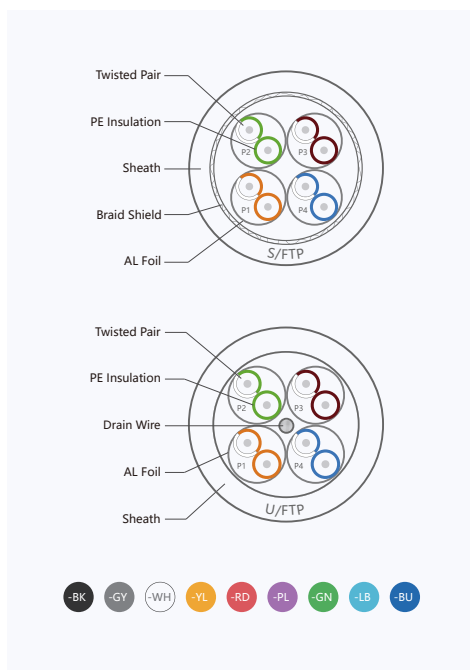 Twisted Pair
PE Insulation
Sheath
Braid Shield
AL Foil
P2
P3
P1
P4
S/FTP
Twisted Pair
PE Insulation
Drain Wire
AL Foil
Sheath
P2
P3
P1
P4
U/FTP
-BK -GY -WH -YL -RD -PL -GN -LB -BU